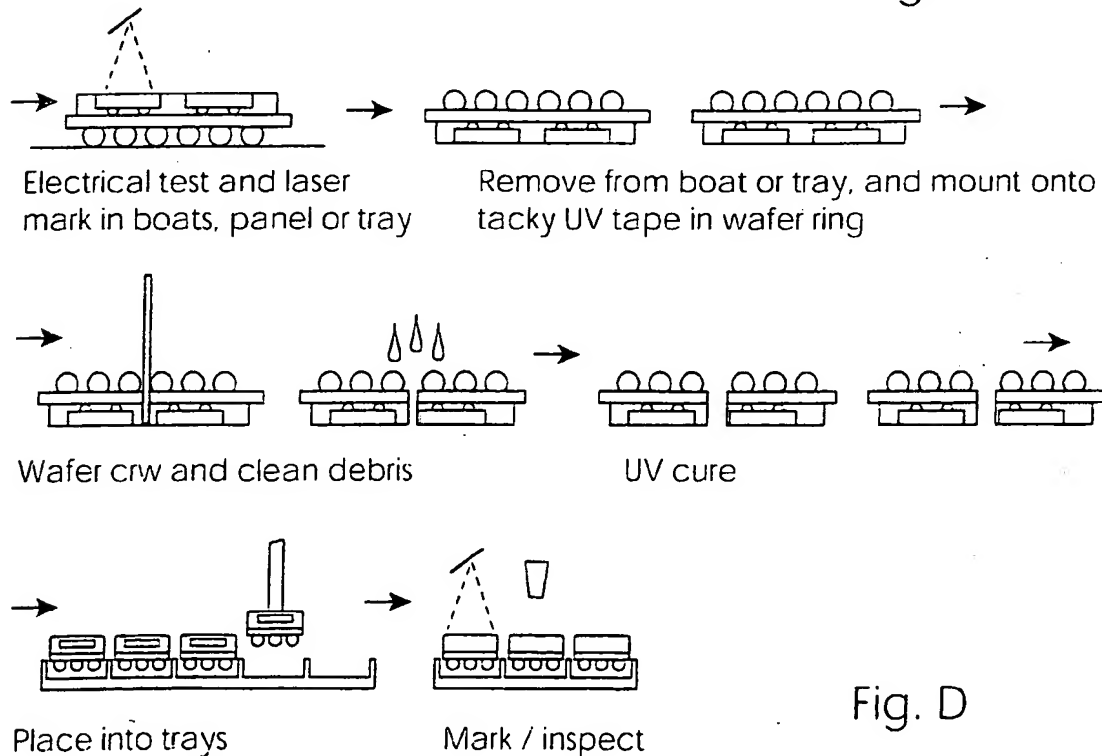 Electrical test and laser
mark in boats, panel or tray
Remove from boat or tray, and mount onto
tacky UV tape in wafer ring
Wafer crw and clean debris
UV cure
Place into trays
Mark / inspect
Fig. D